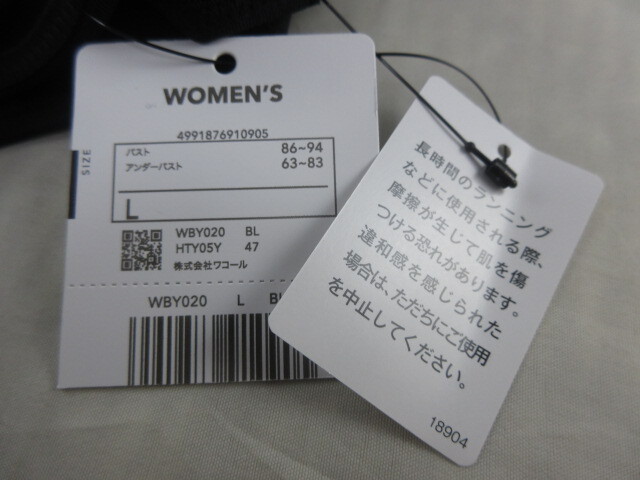 WOMEN'S
4991876910905
SIZE
バスト 86~94
アンダーバスト 63~83
L
WBY020 BL
HTY05Y 47
株式会社ワコール
WBY020 L
長時間のランニング
などに使用される際、
摩擦が生じて肌を傷
つける恐れがあります。
違和感を感じられた
場合は、ただちにご使用
を中止してください。
18904